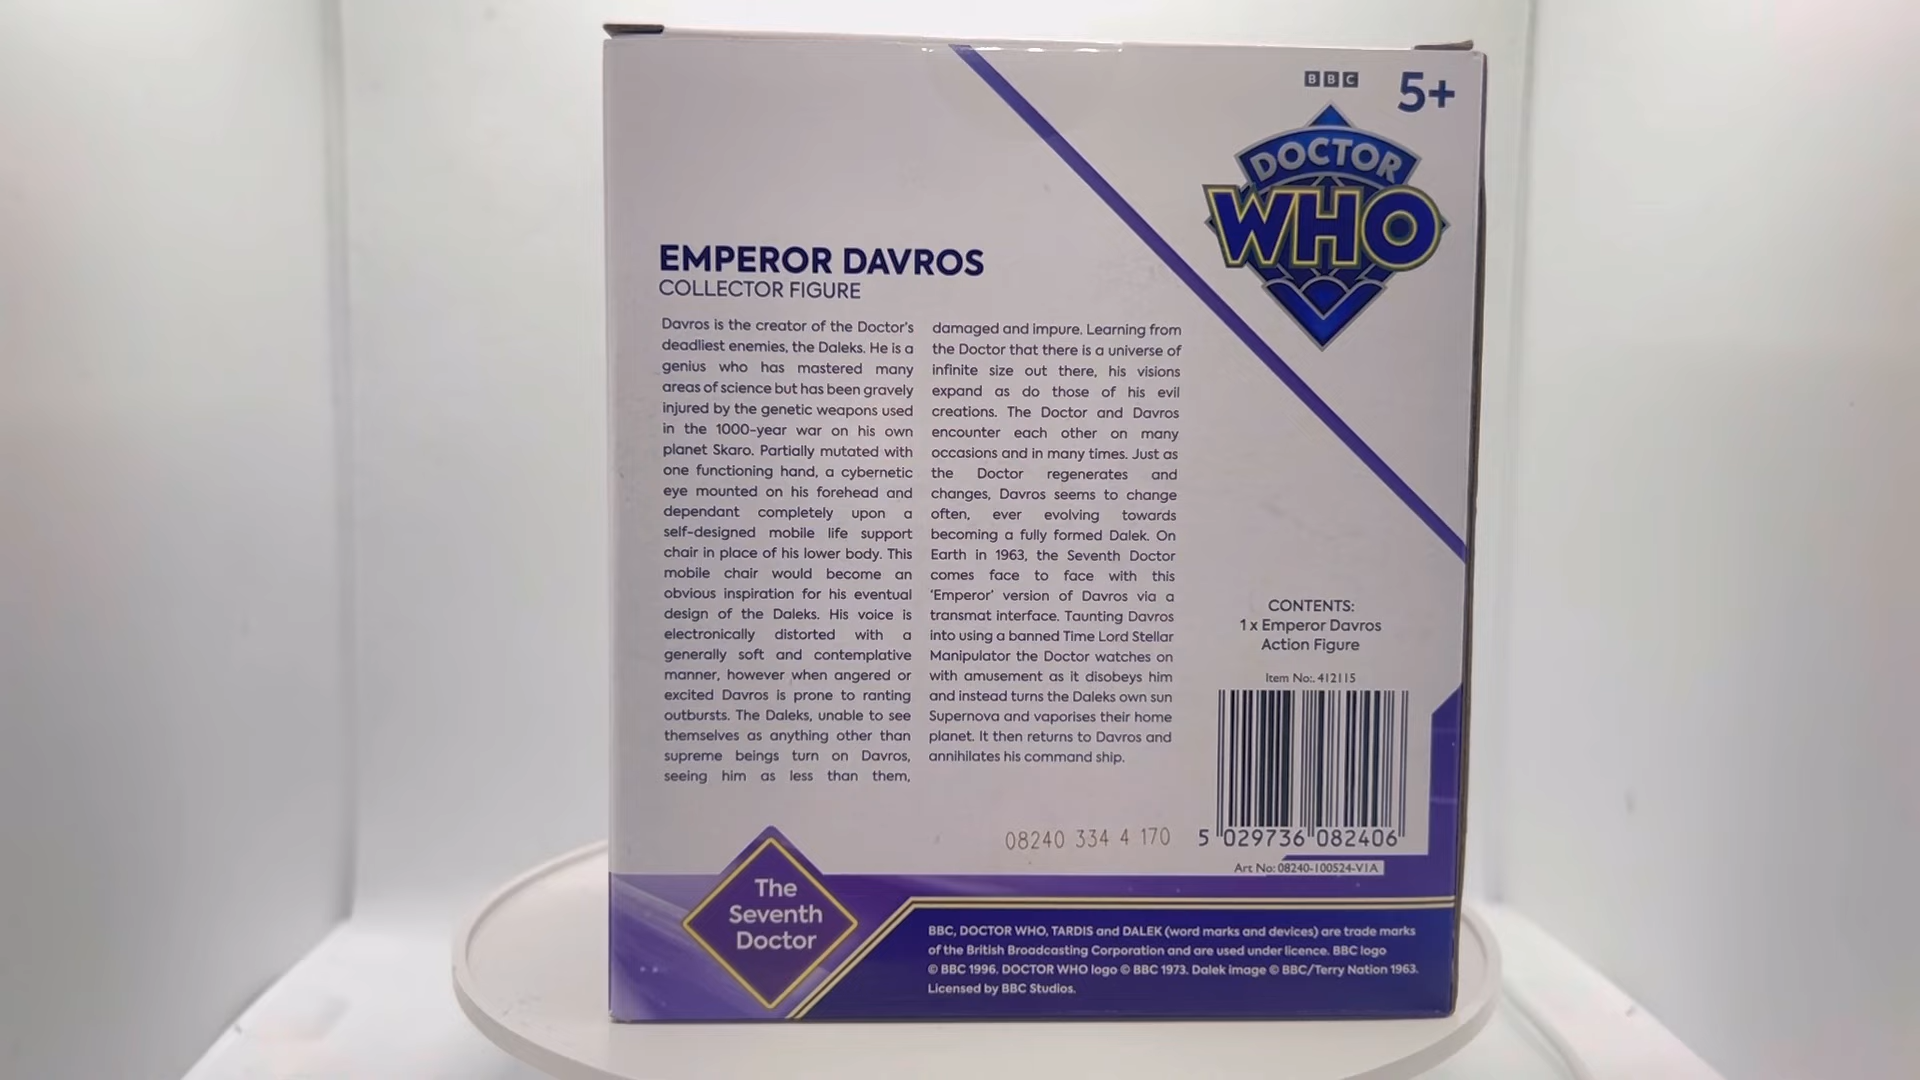 BBC
5+
DOCTOR
WHO
EMPEROR DAVROS
COLLECTOR FIGURE
Davros is the creator of the Doctor's
deadliest enemies, the Daleks. He is a
genius who has mastered many
areas of science but has been gravely
injured by the genetic weapons used
in the 1000-year war on his own
planet Skaro. Partially mutated with
one functioning hand, a cybernetic
eye mounted on his forehead and
dependant completely upon a
self-designed mobile life support
chair in place of his lower body. This
mobile chair would become an
obvious inspiration for his eventual
design of the Daleks. His voice is
electronically distorted with a
generally soft and contemplative
manner, however when angered or
excited Davros is prone to ranting
outbursts. The Daleks, unable to see
themselves as anything other than
supreme beings turn on Davros,
seeing him as less than them,
damaged and impure. Learning from
the Doctor that there is a universe of
infinite size out there, his visions
expand as do those of his evil
creations. The Doctor and Davros
encounter each other on many
occasions and in many times. Just as
the Doctor regenerates and
changes, Davros seems to change
often, ever evolving towards
becoming a fully formed Dalek. On
Earth in 1963, the Seventh Doctor
comes face to face with this
'Emperor' version of Davros via a
transmat interface. Taunting Davros
into using a banned Time Lord Stellar
Manipulator the Doctor watches on
with amusement as it disobeys him
and instead turns the Daleks own sun
Supernova and vaporises their home
planet. It then returns to Davros and
annihilates his command ship.
CONTENTS:
1 x Emperor Davros
Action Figure
Item No:. 412115
08240 334 4 170
5 029736 082406
Art No: 08240-100524-V1A
The
Seventh
Doctor
BBC, DOCTOR WHO, TARDIS and DALEK (word marks and devices) are trade marks
of the British Broadcasting Corporation and are used under licence. BBC logo
© BBC 1996. DOCTOR WHO logo © BBC 1973. Dalek image © BBC/Terry Nation 1963.
Licensed by BBC Studios.